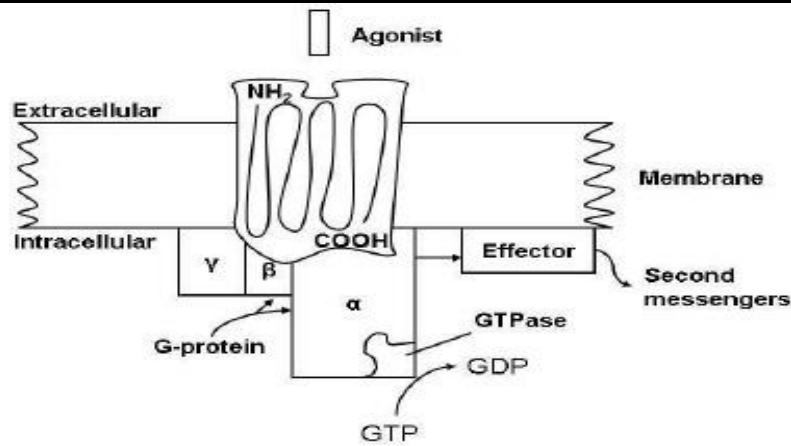 Agonist
NH₂
Extracellular
Membrane
Intracellular
COOH
γ
β
Effector
α
Second
messengers
GTPase
G-protein
GDP
GTP